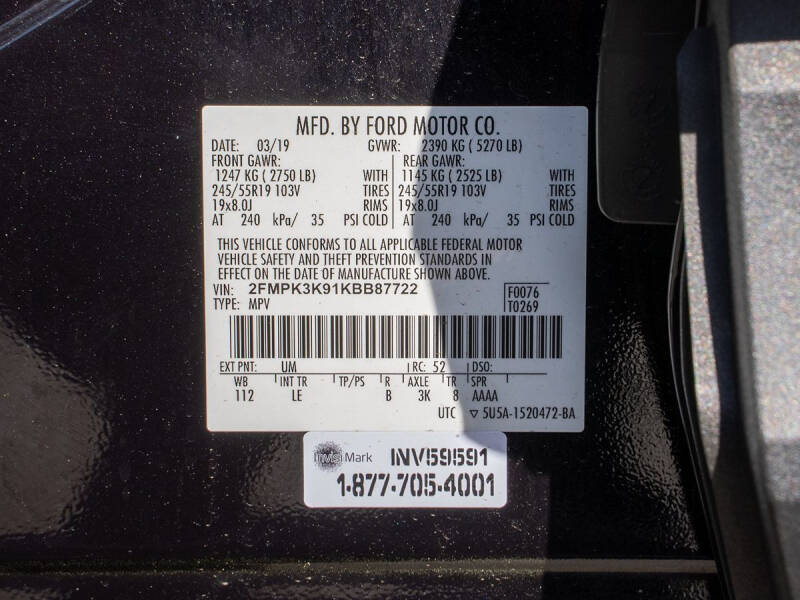 MFD. BY FORD MOTOR CO.
DATE: 03/19 GVWR: 2390 KG ( 5270 LB)
FRONT GAWR: REAR GAWR:
1247 KG ( 2750 LB) WITH 1145 KG ( 2525 LB) WITH
245/55R19 103V TIRES 245/55R19 103V TIRES
19x8.0J RIMS 19x8.0J RIMS
AT 240 kPa/ 35 PSI COLD AT 240 kPa/ 35 PSI COLD
THIS VEHICLE CONFORMS TO ALL APPLICABLE FEDERAL MOTOR
VEHICLE SAFETY AND THEFT PREVENTION STANDARDS IN
EFFECT ON THE DATE OF MANUFACTURE SHOWN ABOVE.
VIN: 2FMPK3K91KBB87722 F0076
TYPE: MPV T0269
EXT PNT: UM RC: 52 DSO:
WB INT TR TP/PS R AXLE TR SPR
112 LE B 3K 8 AAAA
UTC ▽ 5U5A-1520472-BA
Mark INV59591
1-877-705-4001